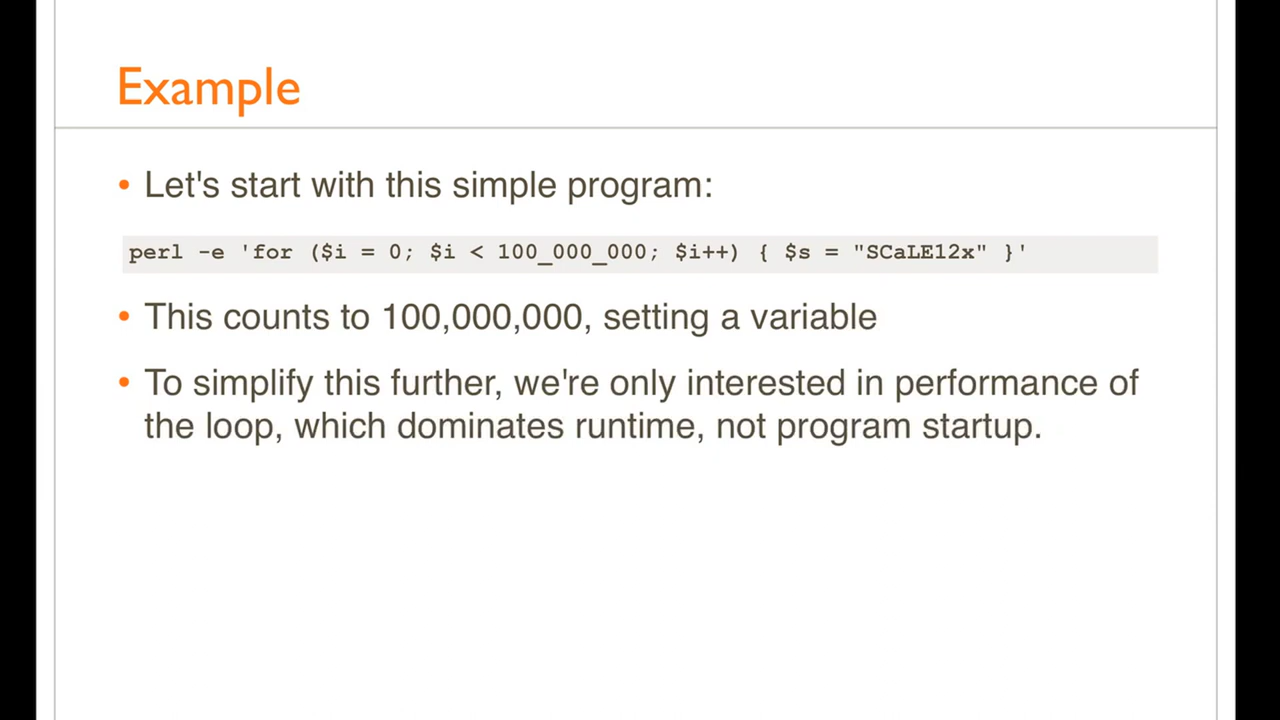 Example
• Let's start with this simple program:
perl -e 'for ($i = 0; $i < 100_000_000; $i++) { $s = "SCaLE12x" }'
• This counts to 100,000,000, setting a variable
• To simplify this further, we're only interested in performance of
the loop, which dominates runtime, not program startup.